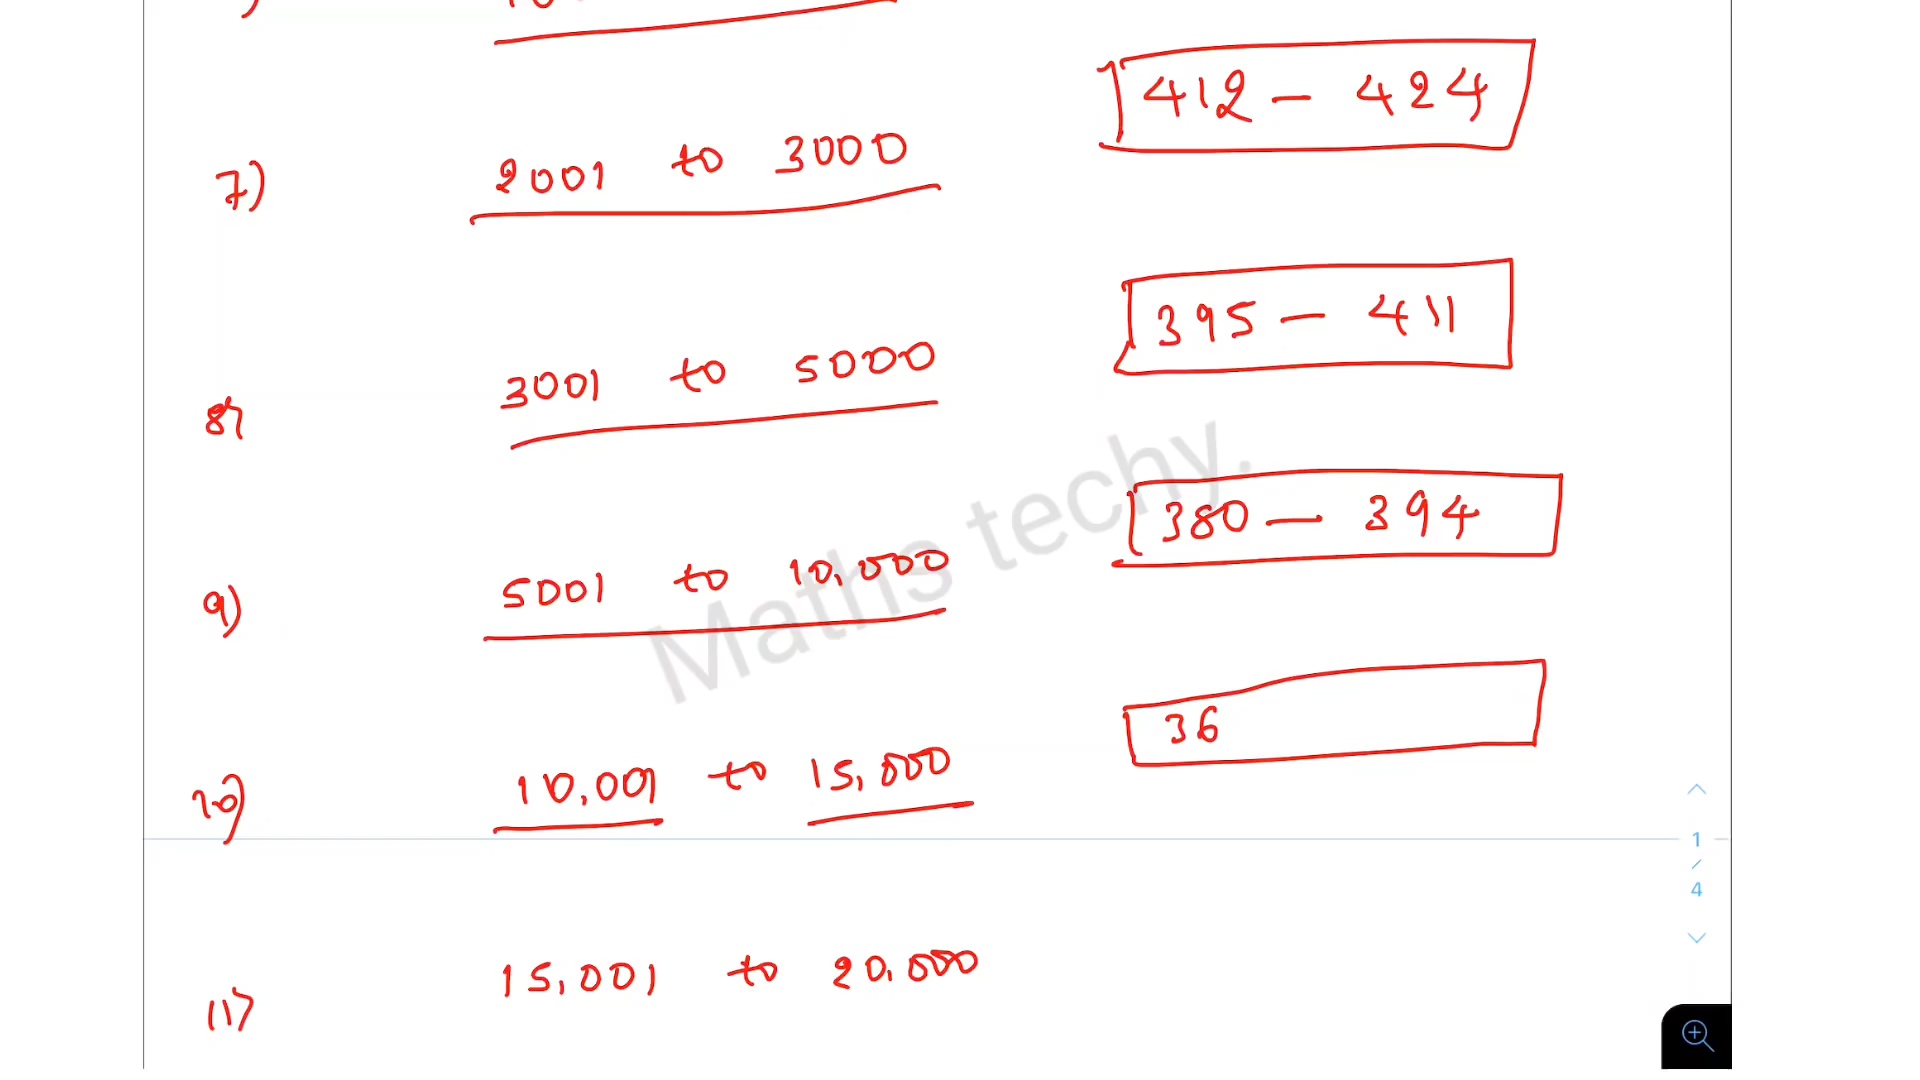 412 - 424
7) 2001 to 3000
395 - 411
8) 3001 to 5000
380 - 394
9) 5001 to 10,000
36
10) 10,001 to 15,000
11) 15,001 to 20,000
Maths techy.
1
/
4